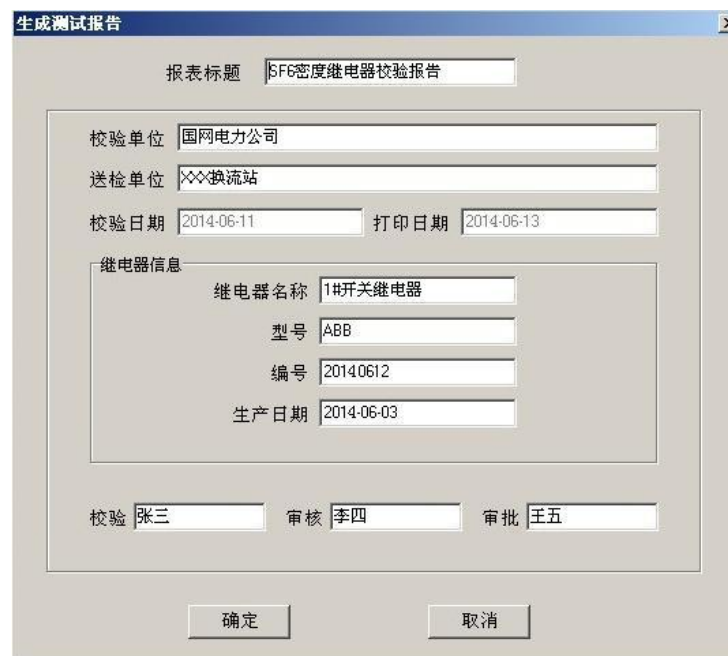 生成测试报告
报表标题 SF6密度继电器校验报告
校验单位 国网电力公司
送检单位 XXX换流站
校验日期 2014-06-11 打印日期 2014-06-13
继电器信息
继电器名称 1#开关继电器
型号 ABB
编号 20140612
生产日期 2014-06-03
校验 张三 审核 李四 审批 王五
确定 取消